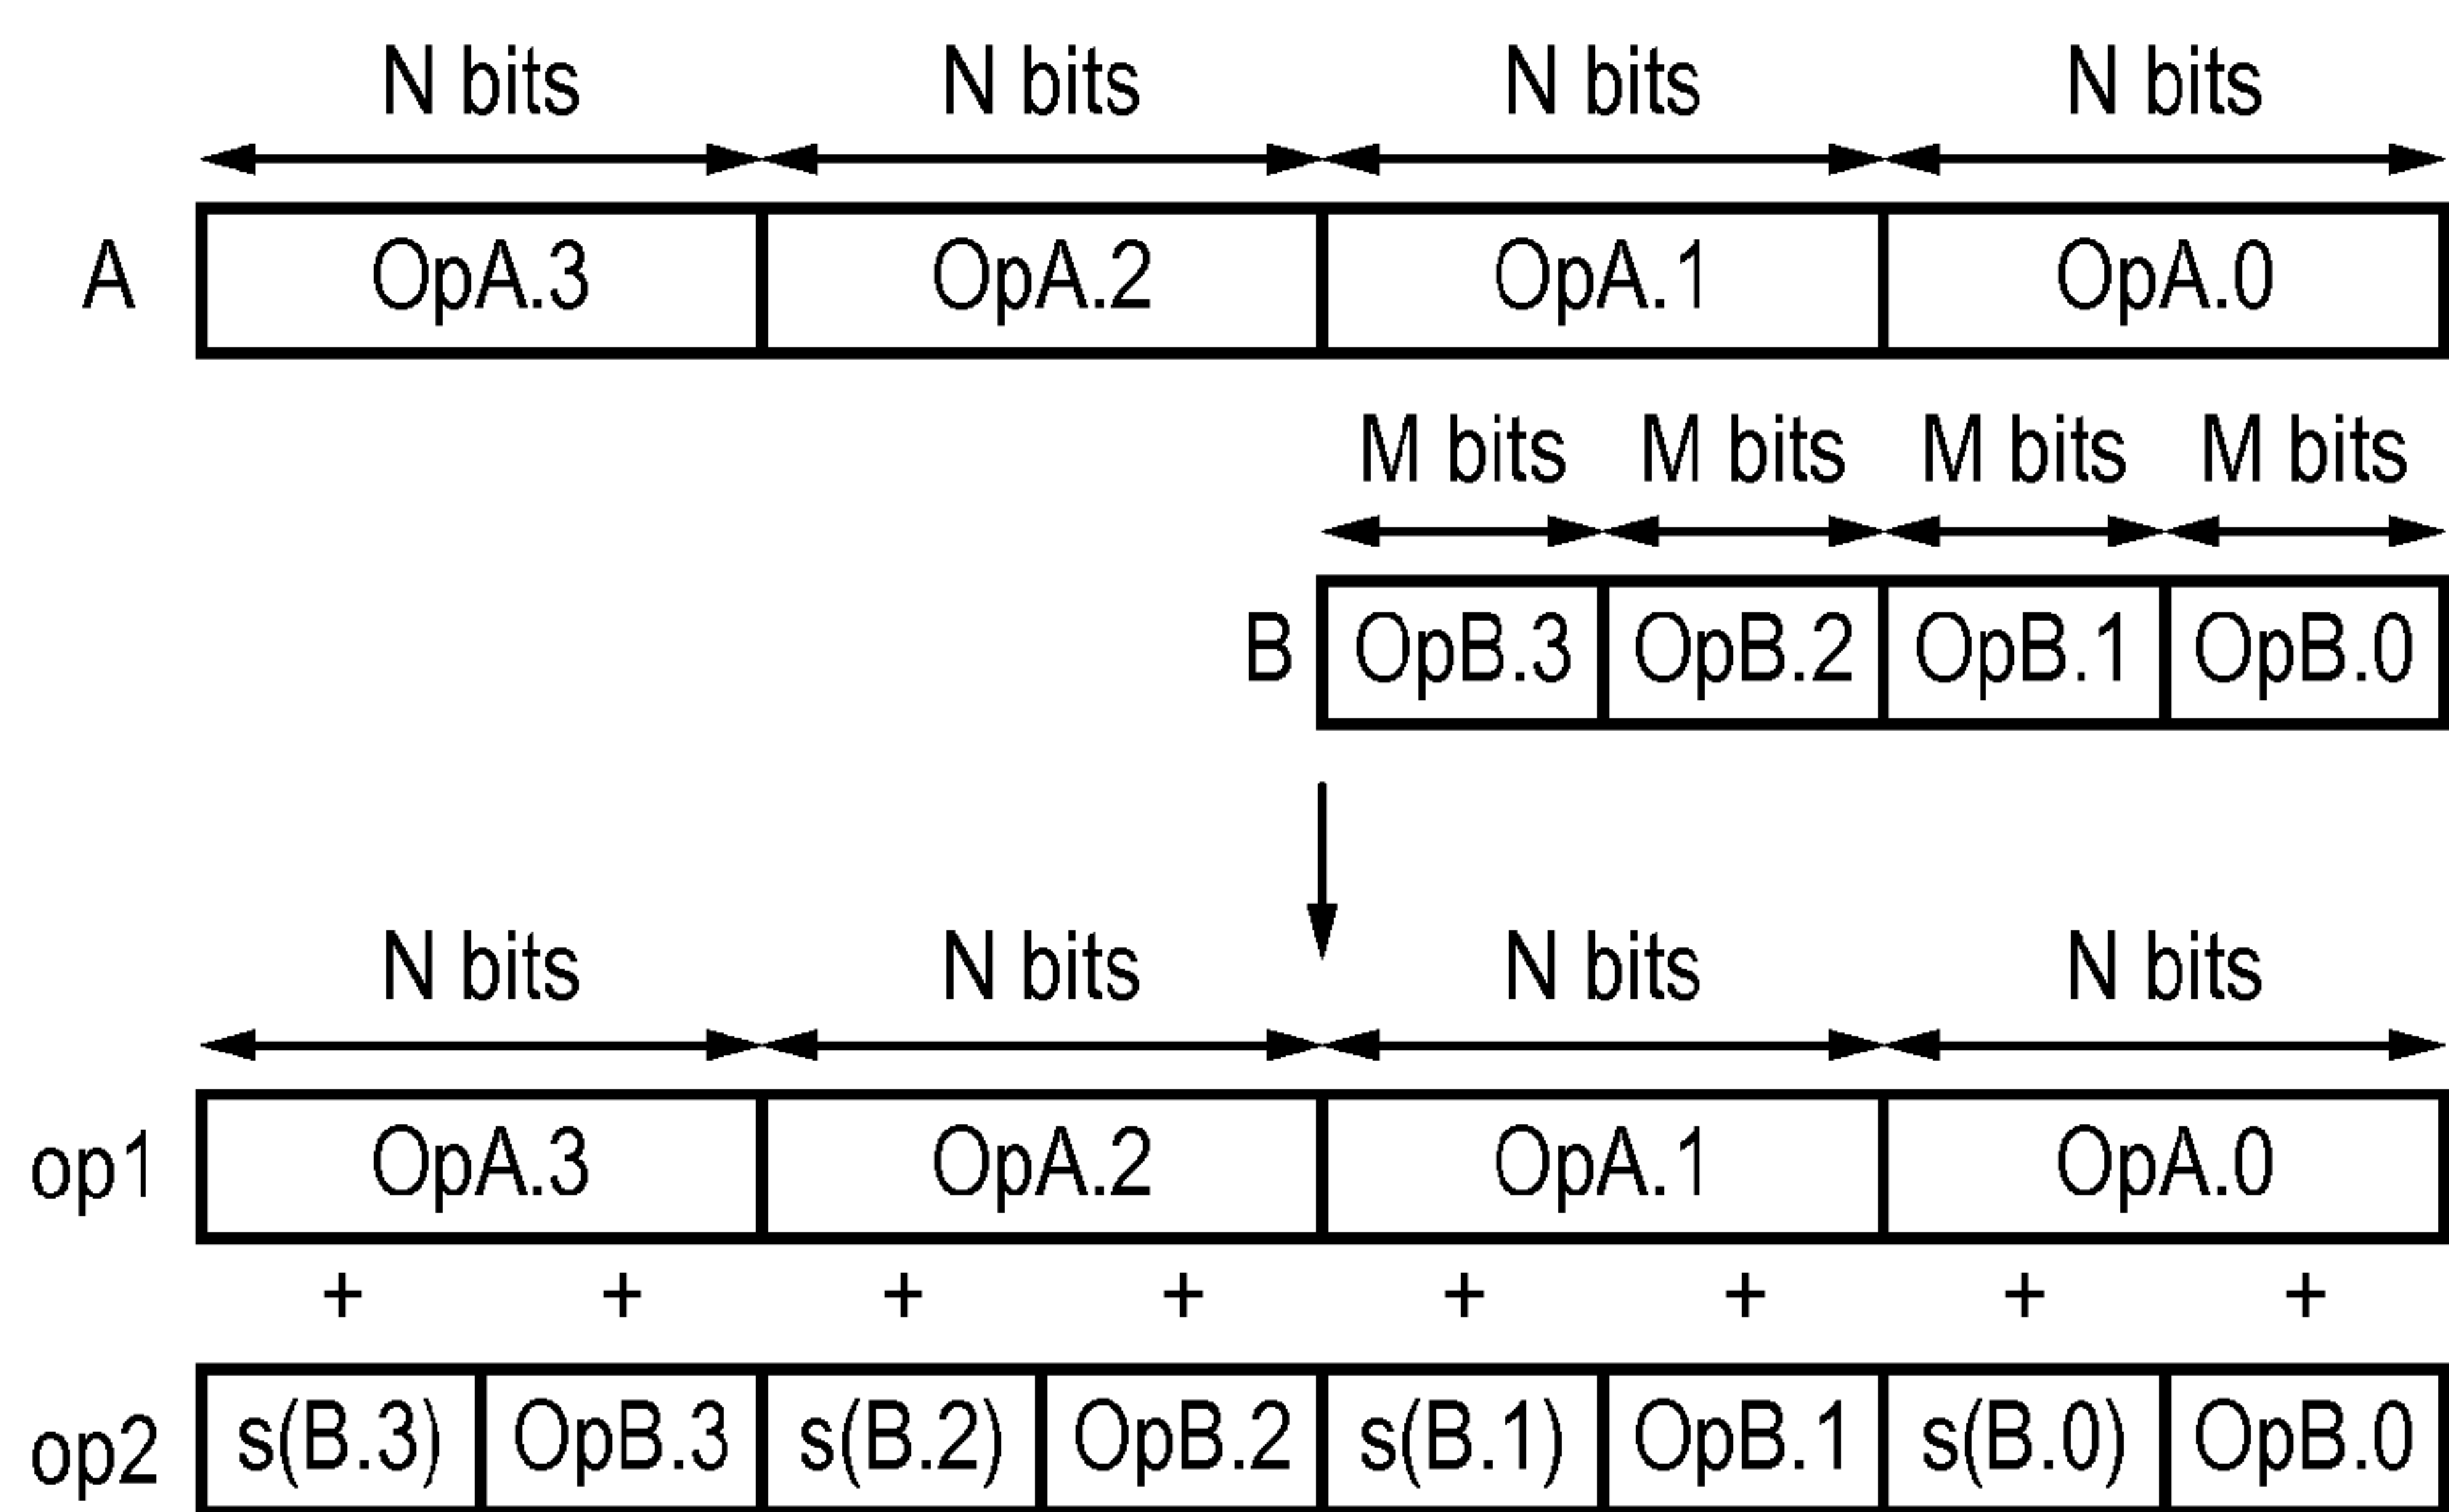 N bits N bits N bits N bits
A OpA.3 OpA.2 OpA.1 OpA.0
M bits M bits M bits M bits
B OpB.3 OpB.2 OpB.1 OpB.0
N bits N bits N bits N bits
op1 OpA.3 OpA.2 OpA.1 OpA.0
+ + + + + + + +
op2 s(B.3) OpB.3 s(B.2) OpB.2 s(B.1) OpB.1 s(B.0) OpB.0